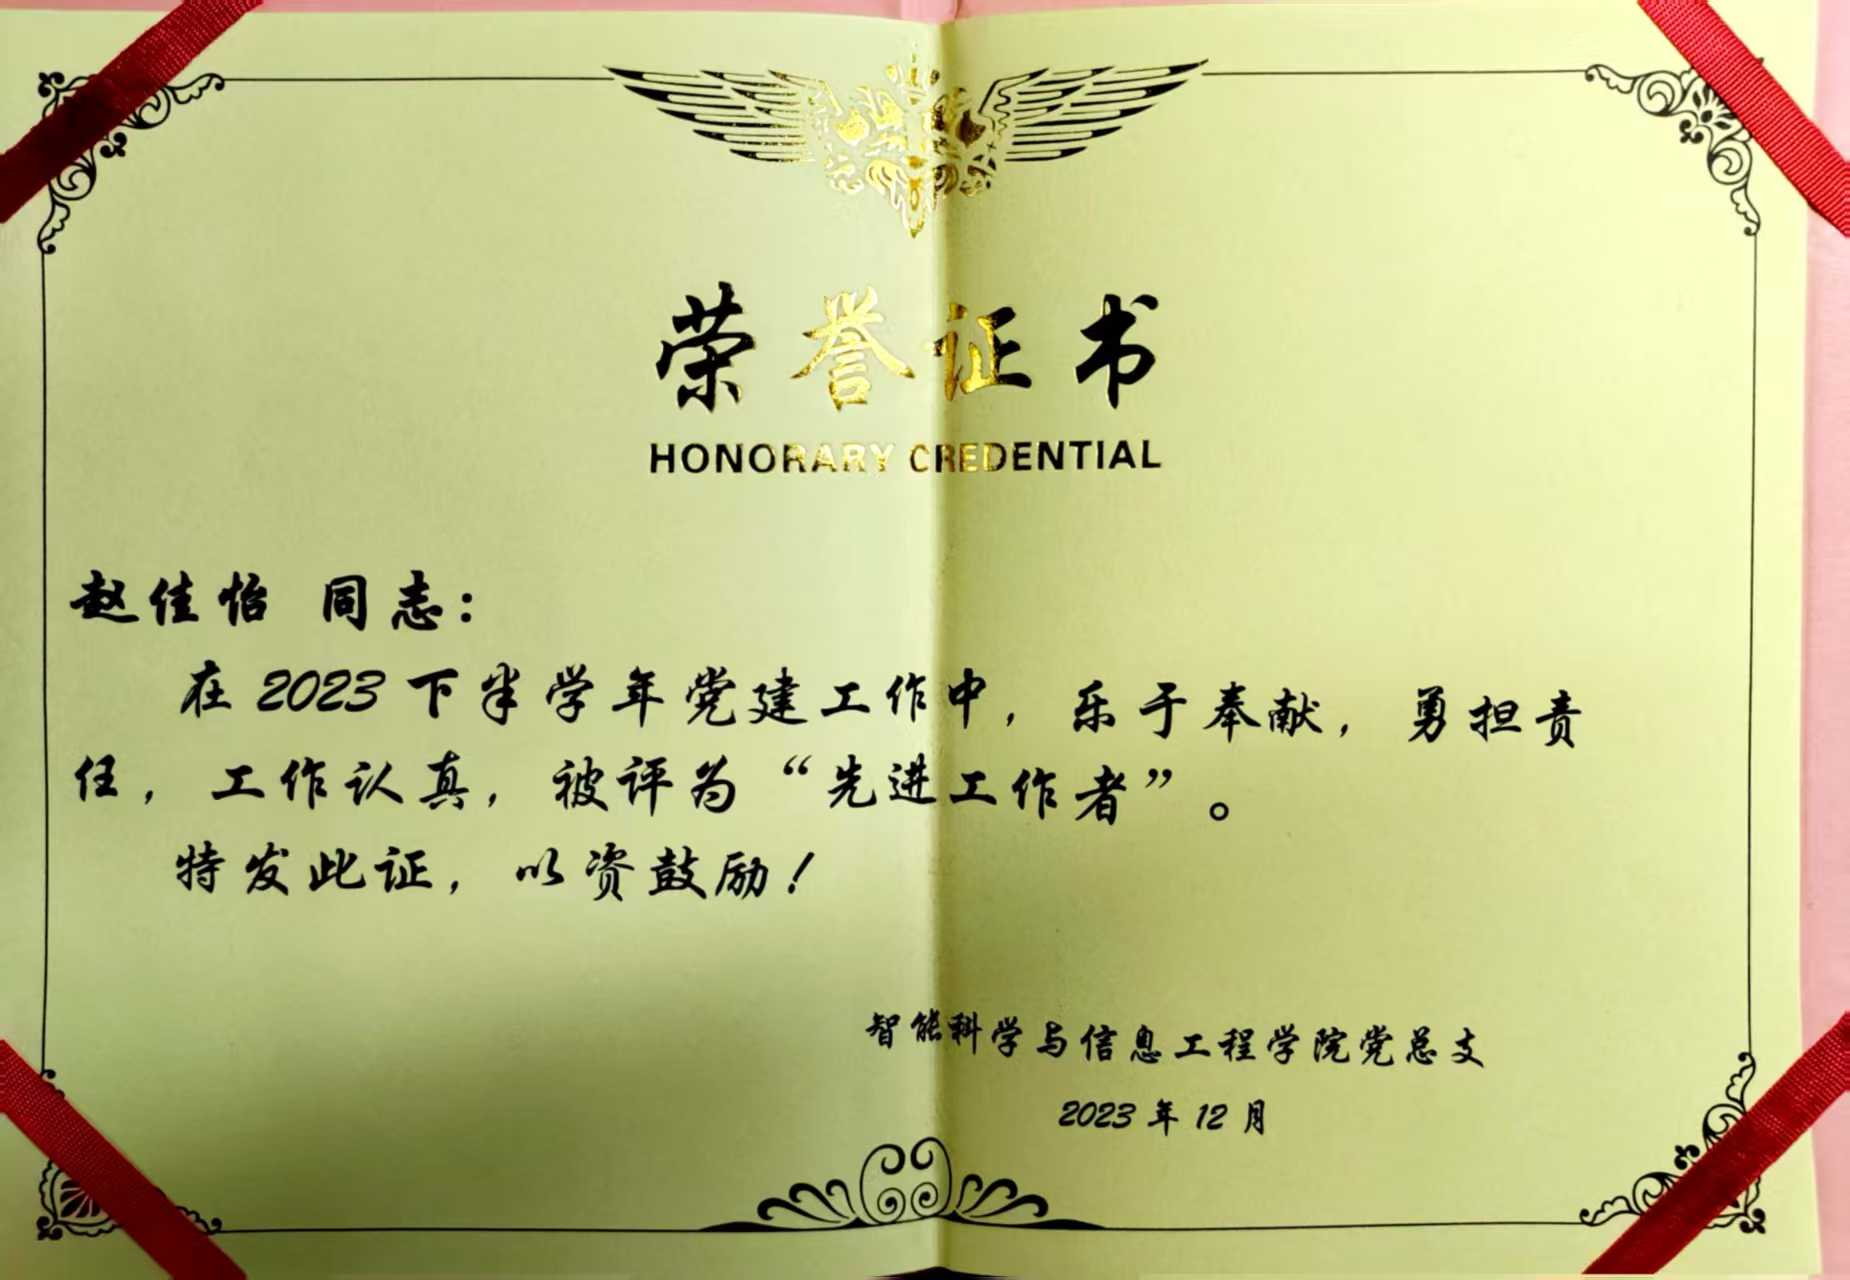 荣誉证书
HONORARY CREDENTIAL
赵佳怡 同志：
在2023下半学年党建工作中，乐于奉献，勇担责
任，工作认真，被评为“先进工作者”。
特发此证，以资鼓励！
智能科学与信息工程学院党总支
2023年12月